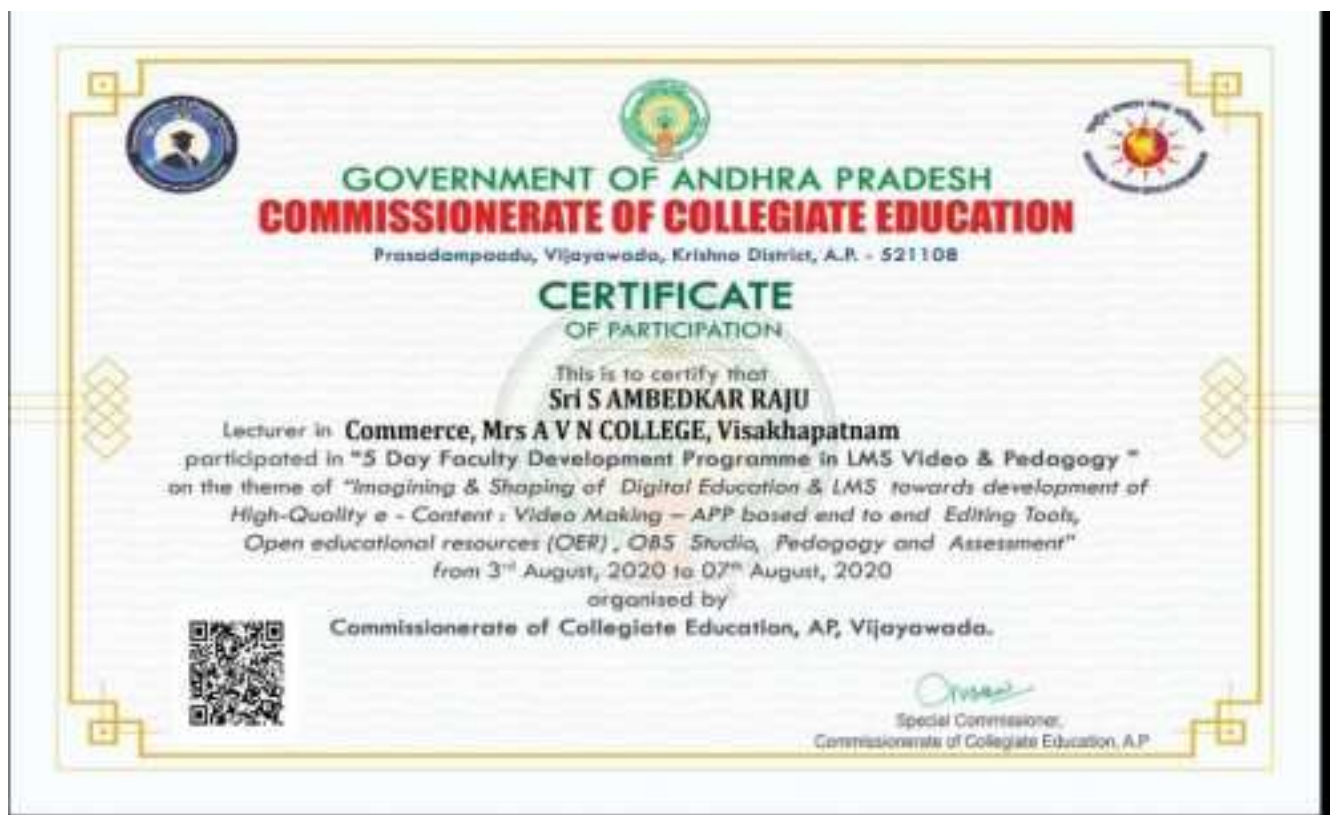 GOVERNMENT OF ANDHRA PRADESH
COMMISSIONERATE OF COLLEGIATE EDUCATION
Prasadampaadu, Vijayawada, Krishna District, A.P. - 521108
CERTIFICATE
OF PARTICIPATION
This is to certify that
Sri S AMBEDKAR RAJU
Lecturer in Commerce, Mrs A V N COLLEGE, Visakhapatnam
participated in "5 Day Faculty Development Programme in LMS Video & Pedagogy "
on the theme of "Imagining & Shaping of Digital Education & LMS towards development of
High-Quality e - Content : Video Making – APP based end to end Editing Tools,
Open educational resources (OER) , OBS Studio, Pedagogy and Assessment"
from 3rd August, 2020 to 07th August, 2020
organised by
Commissionerate of Collegiate Education, AP, Vijayawada.
Special Commissioner,
Commissionerate of Collegiate Education, A.P